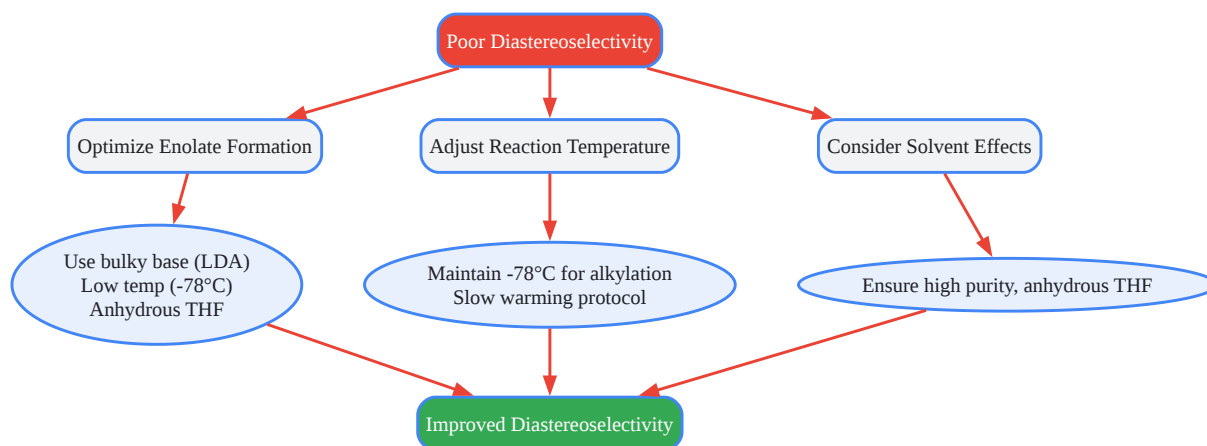 Poor Diastereoselectivity
Optimize Enolate Formation
Adjust Reaction Temperature
Consider Solvent Effects
Use bulky base (LDA)
Low temp (-78°C)
Anhydrous THF
Maintain -78°C for alkylation
Slow warming protocol
Ensure high purity, anhydrous THF
Improved Diastereoselectivity